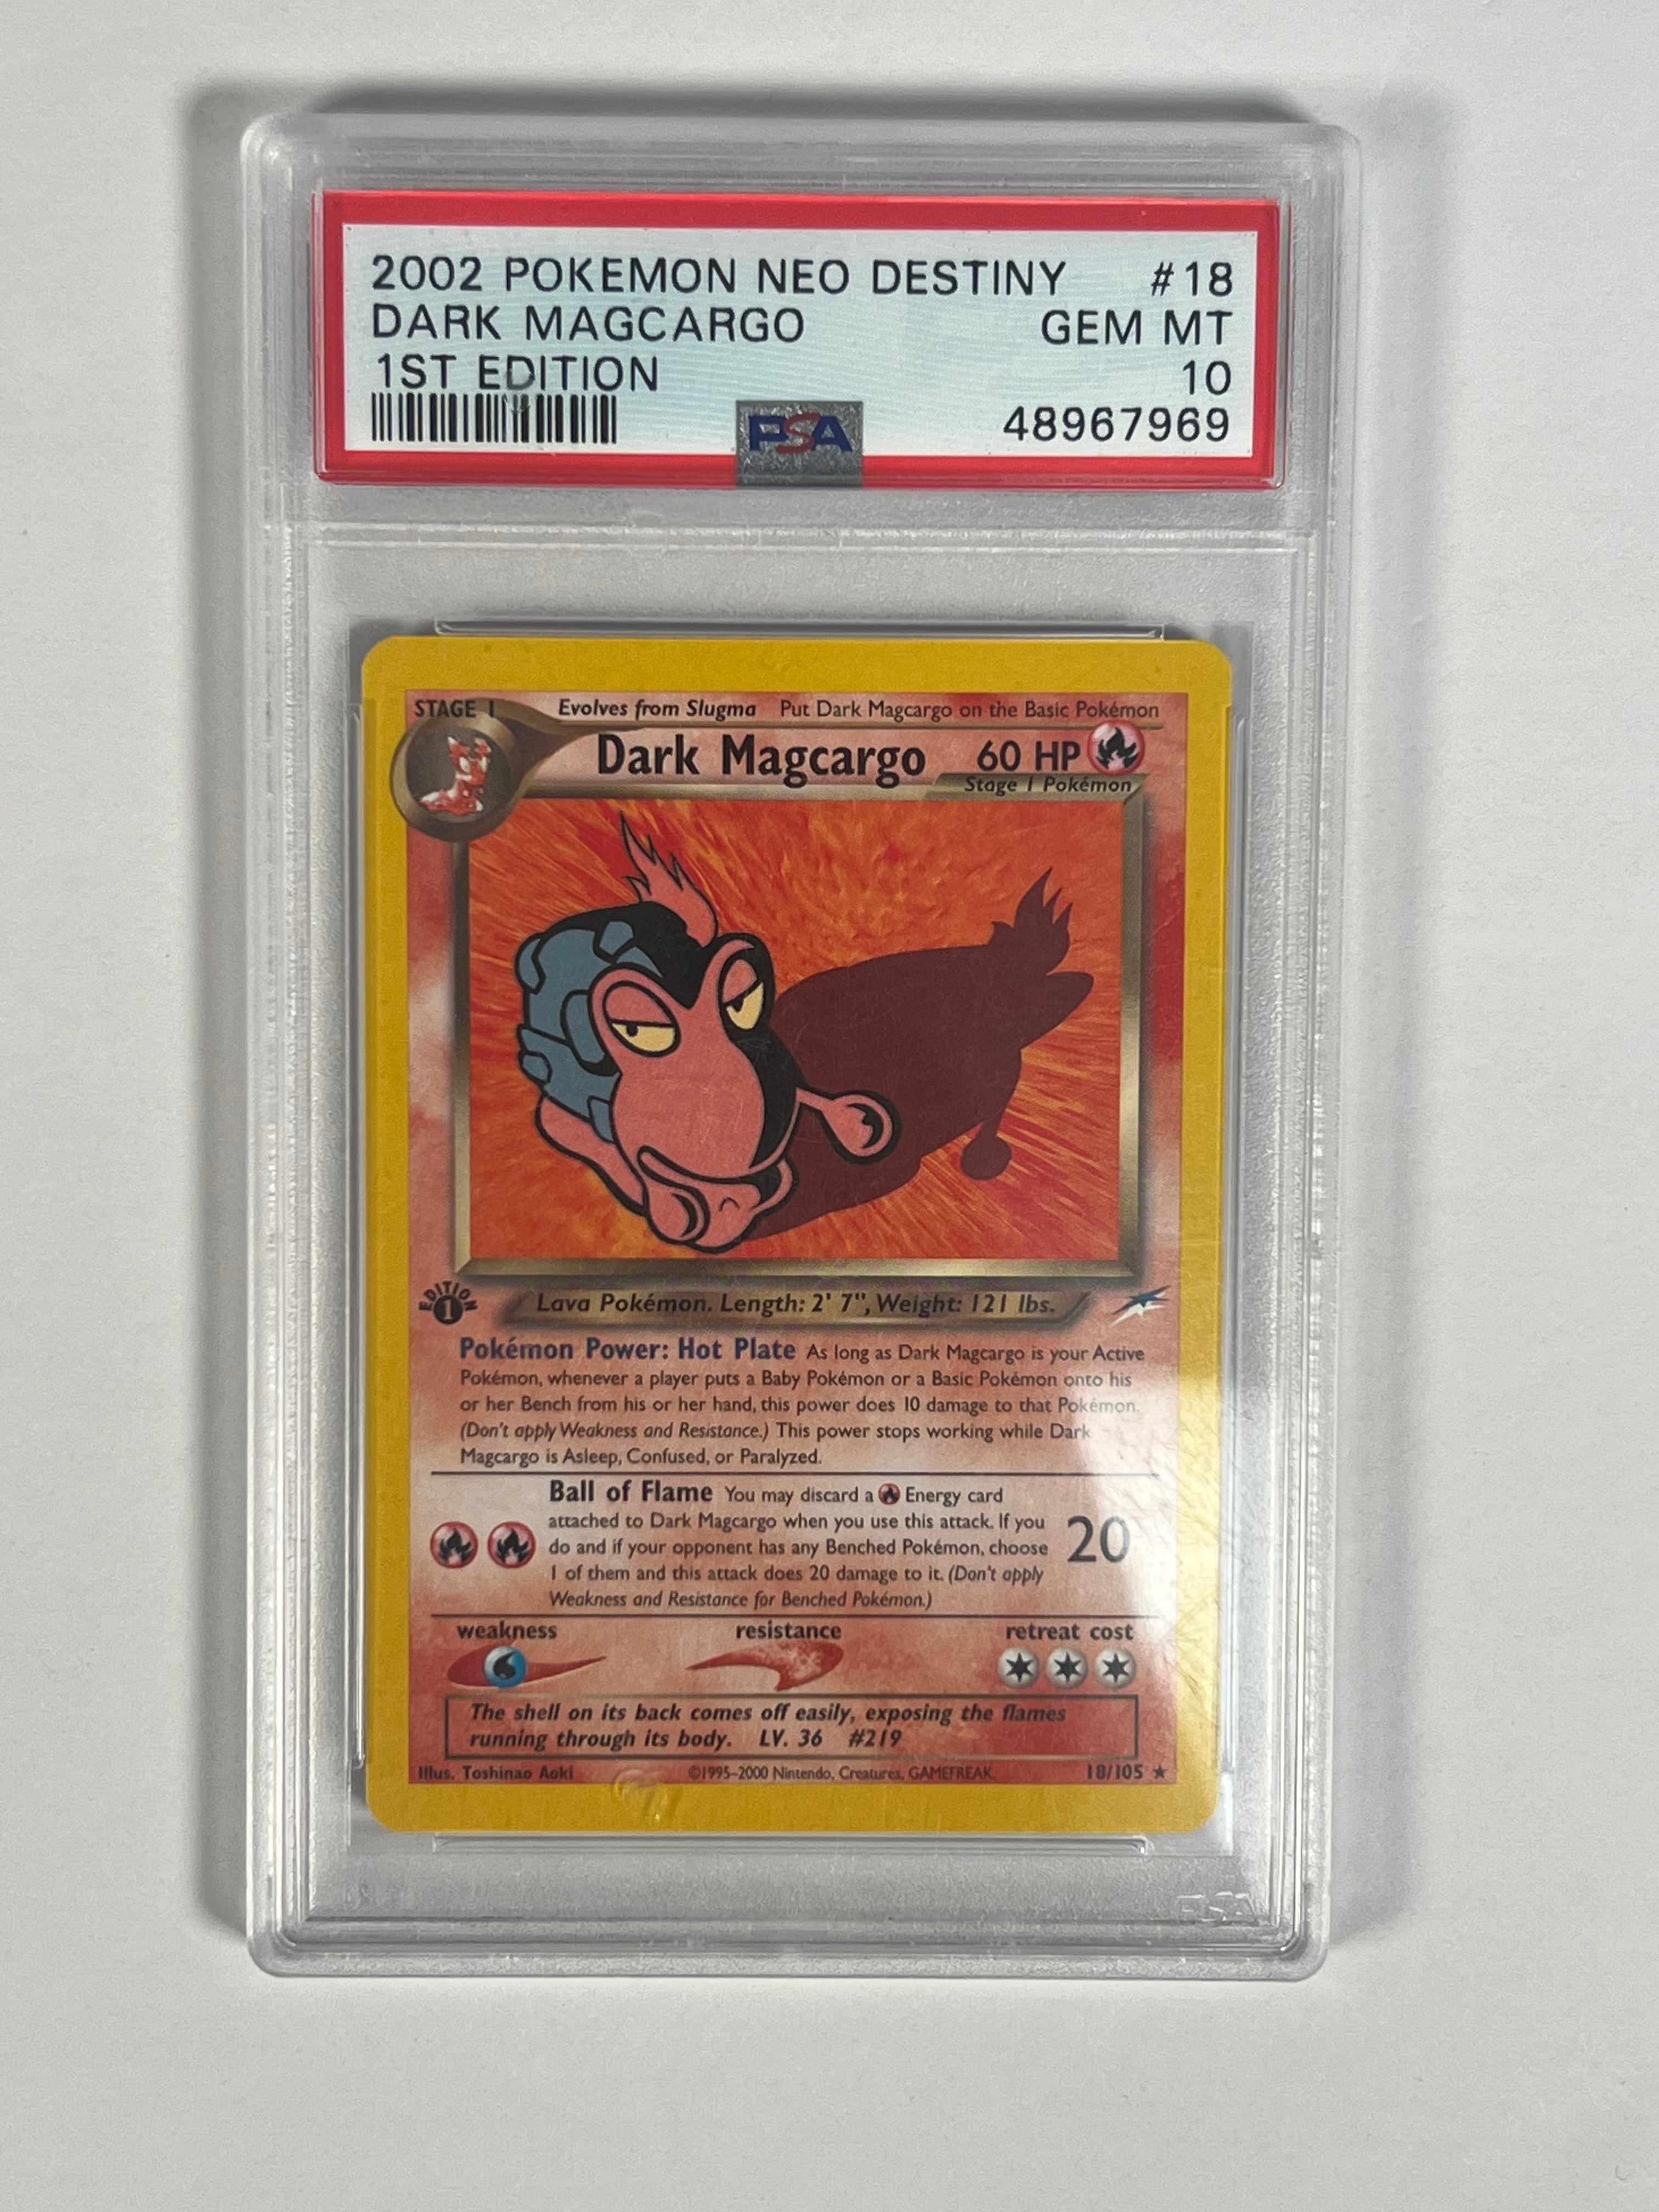 2002 POKEMON NEO DESTINY #18
DARK MAGCARGO GEM MT
1ST EDITION 10
PSA 48967969
STAGE 1 Evolves from Slugma Put Dark Magcargo on the Basic Pokémon
Dark Magcargo 60 HP
Stage 1 Pokémon
EDITION
1
Lava Pokémon. Length: 2' 7", Weight: 121 lbs.
Pokémon Power: Hot Plate As long as Dark Magcargo is your Active
Pokémon, whenever a player puts a Baby Pokémon or a Basic Pokémon onto his
or her Bench from his or her hand, this power does 10 damage to that Pokémon.
(Don't apply Weakness and Resistance.) This power stops working while Dark
Magcargo is Asleep, Confused, or Paralyzed.
Ball of Flame You may discard a Energy card
attached to Dark Magcargo when you use this attack. If you
do and if your opponent has any Benched Pokémon, choose
1 of them and this attack does 20 damage to it. (Don't apply
Weakness and Resistance for Benched Pokémon.)
20
weakness resistance retreat cost
The shell on its back comes off easily, exposing the flames
running through its body. LV. 36 #219
Illus. Toshinao Aoki ©1995-2000 Nintendo, Creatures, GAMEFREAK. 18/105 ★
PSA